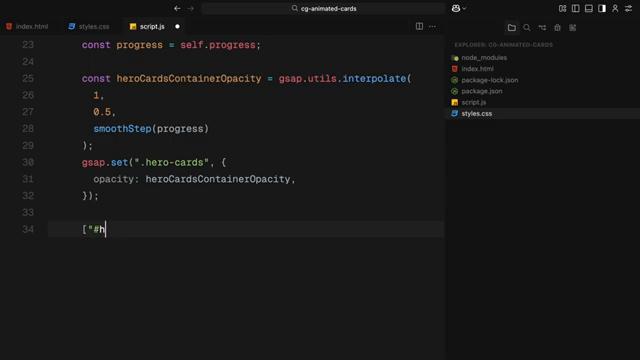 cg-animated-cards
index.html
styles.css
script.js
EXPLORER: CG-ANIMATED-CARDS
node_modules
index.html
package-lock.json
package.json
script.js
styles.css
23 const progress = self.progress;
24
25 const heroCardsContainerOpacity = gsap.utils.interpolate(
26 1,
27 0.5,
28 smoothStep(progress)
29 );
30 gsap.set(".hero-cards", {
31 opacity: heroCardsContainerOpacity,
32 });
33
34 ["#h